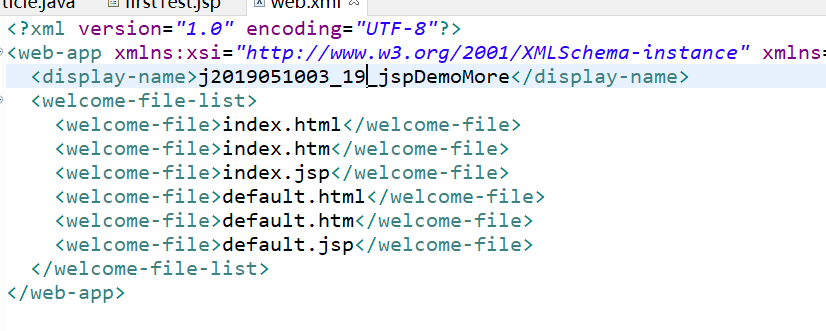 ticle.java firstTest.jsp web.xml
<?xml version="1.0" encoding="UTF-8"?>
<web-app xmlns:xsi="http://www.w3.org/2001/XMLSchema-instance" xmlns=
<display-name>j2019051003_19_jspDemoMore</display-name>
<welcome-file-list>
<welcome-file>index.html</welcome-file>
<welcome-file>index.htm</welcome-file>
<welcome-file>index.jsp</welcome-file>
<welcome-file>default.html</welcome-file>
<welcome-file>default.htm</welcome-file>
<welcome-file>default.jsp</welcome-file>
</welcome-file-list>
</web-app>